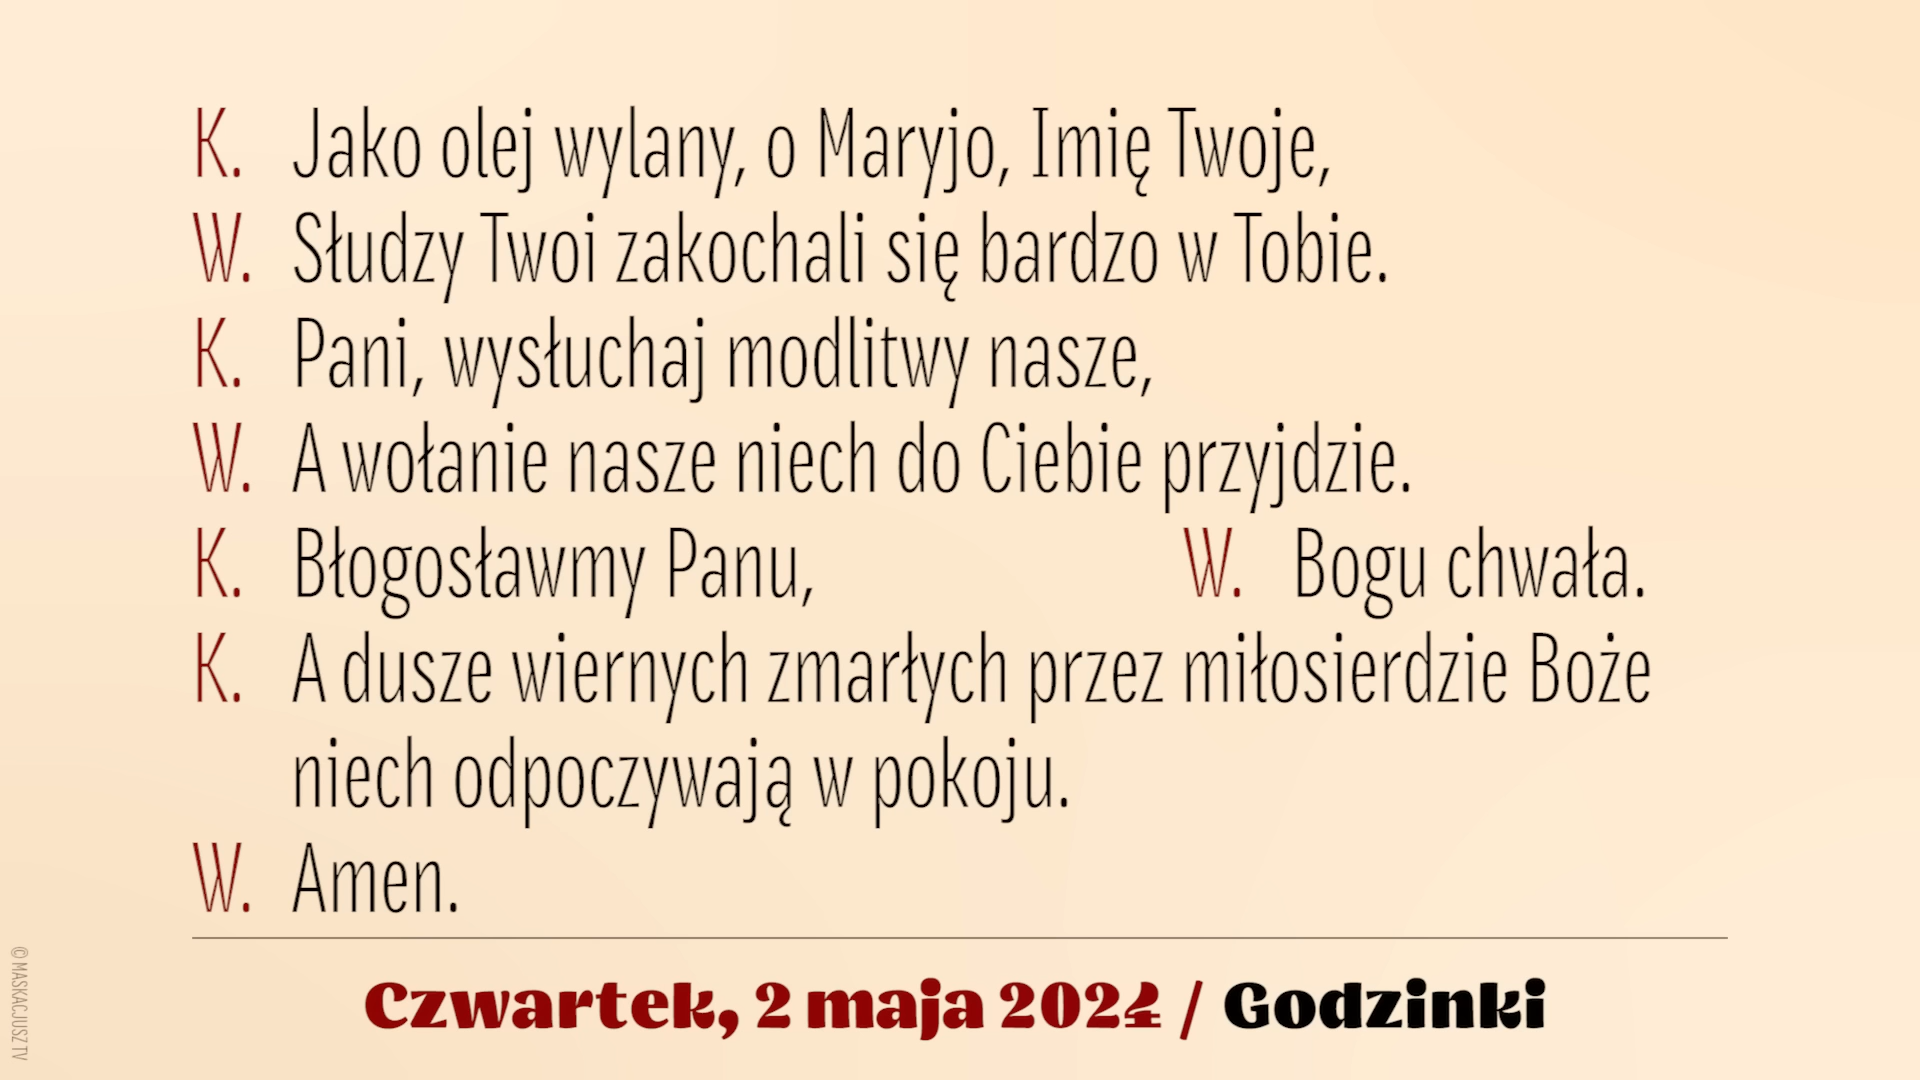 K. Jako olej wylany, o Maryjo, Imię Twoje,
W. Słudzy Twoi zakochali się bardzo w Tobie.
K. Pani, wysłuchaj modlitwy nasze,
W. A wołanie nasze niech do Ciebie przyjdzie.
K. Błogosławmy Panu, W. Bogu chwała.
K. A dusze wiernych zmarłych przez miłosierdzie Boże
niech odpoczywają w pokoju.
W. Amen.
Czwartek, 2 maja 2024 / Godzinki
© MASKACJUSZ TV